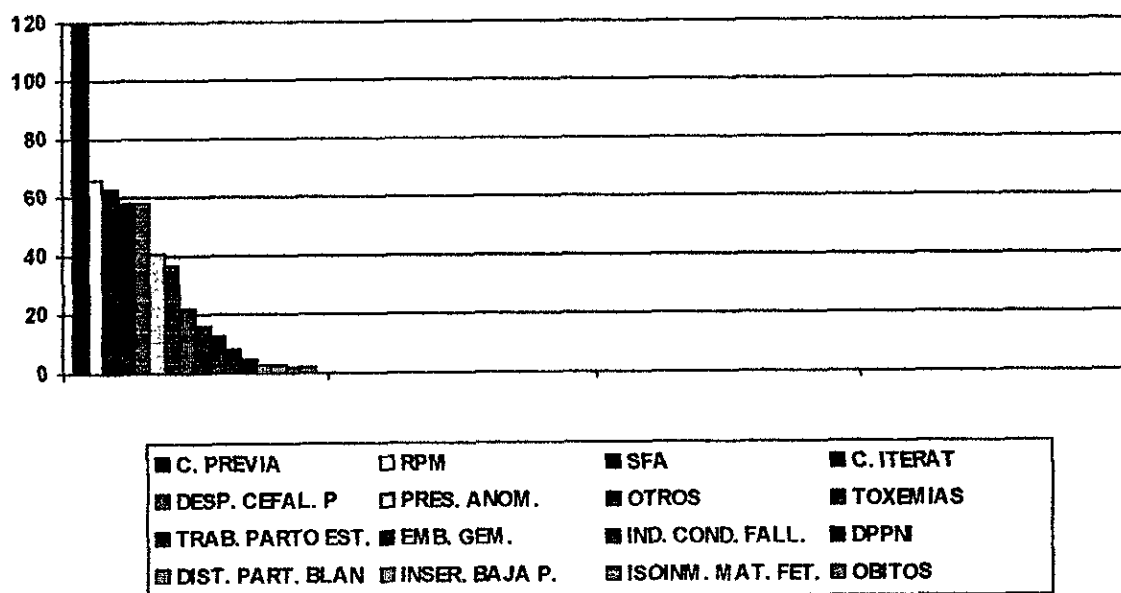 120
100
80
60
40
20
0
C. PREVIA RPM SFA C. ITERAT
DESP. CEFAL. P PRES. ANOM. OTROS TOXEMIAS
TRAB. PARTO EST. EMB. GEM. IND. COND. FALL. DPPNI
DIST. PART. BLAN INSER. BAJA P. ISOINM. MAT. FET. OBITOS